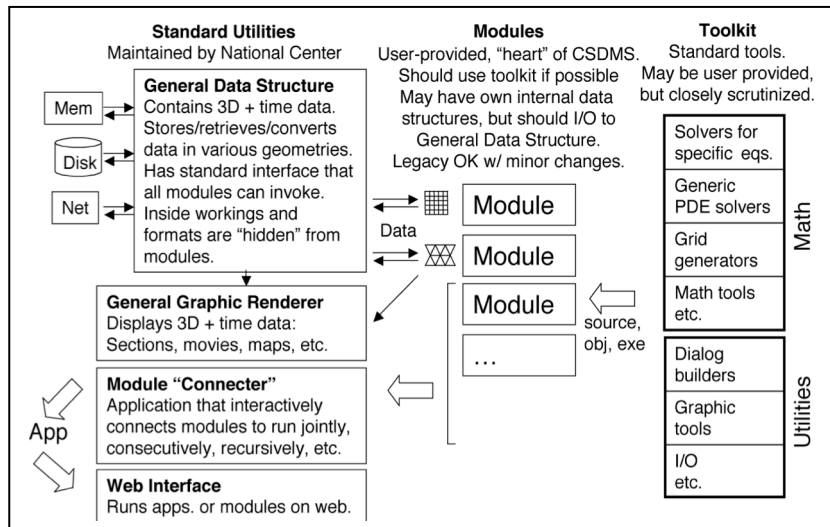 Standard Utilities
Maintained by National Center
General Data Structure
Contains 3D + time data.
Stores/retrieves/converts
data in various geometries.
Has standard interface that
all modules can invoke.
Inside workings and
formats are “hidden” from
modules.
Mem
Disk
Net
Data
General Graphic Renderer
Displays 3D + time data:
Sections, movies, maps, etc.
Module “Connecter”
Application that interactively
connects modules to run jointly,
consecutively, recursively, etc.
App
Web Interface
Runs apps. or modules on web.
Modules
User-provided, “heart” of CSDMS.
Should use toolkit if possible
May have own internal data
structures, but should I/O to
General Data Structure.
Legacy OK w/ minor changes.
Module
Module
Module
...
source,
obj, exe
Toolkit
Standard tools.
May be user provided,
but closely scrutinized.
Solvers for
specific eqs.
Generic
PDE solvers
Grid
generators
Math tools
etc.
Math
Dialog
builders
Graphic
tools
I/O
etc.
Utilities